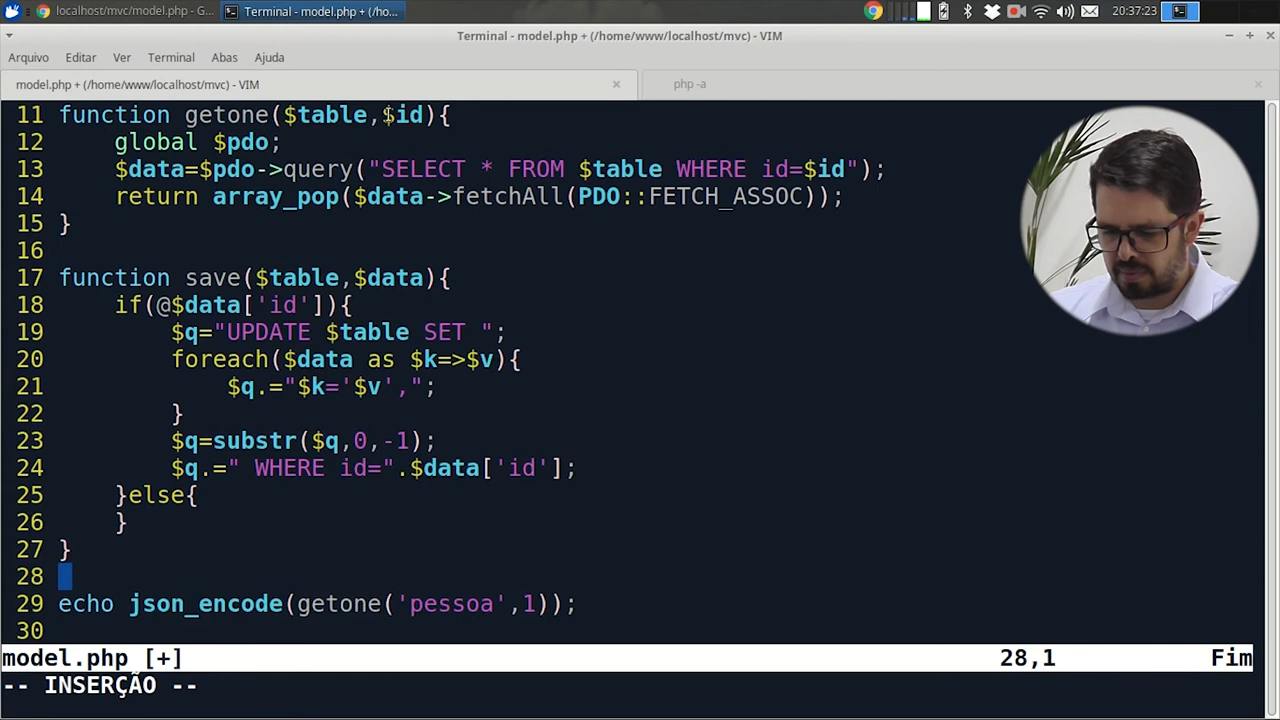 localhost/mvc/model.php - G...
Terminal - model.php + (/ho...
20:37:23
Terminal - model.php + (/home/www/localhost/mvc) - VIM
Arquivo Editar Ver Terminal Abas Ajuda
model.php + (/home/www/localhost/mvc) - VIM
php -a
11 function getone($table,$id){
12 global $pdo;
13 $data=$pdo->query("SELECT * FROM $table WHERE id=$id");
14 return array_pop($data->fetchAll(PDO::FETCH_ASSOC));
15 }
16
17 function save($table,$data){
18 if(@$data['id']){
19 $q="UPDATE $table SET ";
20 foreach($data as $k=>$v){
21 $q.="$k='$v',";
22 }
23 $q=substr($q,0,-1);
24 $q.=" WHERE id=".$data['id'];
25 }else{
26 }
27 }
28
29 echo json_encode(getone('pessoa',1));
30
model.php [+] 28,1 Fim
-- INSERÇÃO --